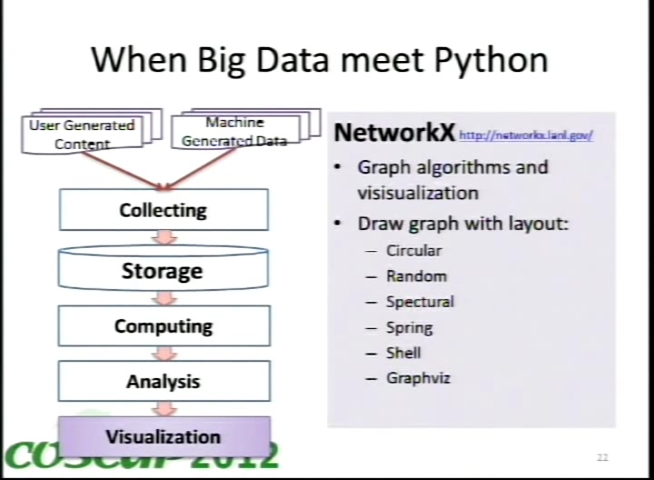 When Big Data meet Python
User Generated
Content
Machine
Generated Data
Collecting
Storage
Computing
Analysis
Visualization
NetworkX http://networkx.lanl.gov/
• Graph algorithms and
visisualization
• Draw graph with layout:
– Circular
– Random
– Spectural
– Spring
– Shell
– Graphviz
COSCUP 2012
22